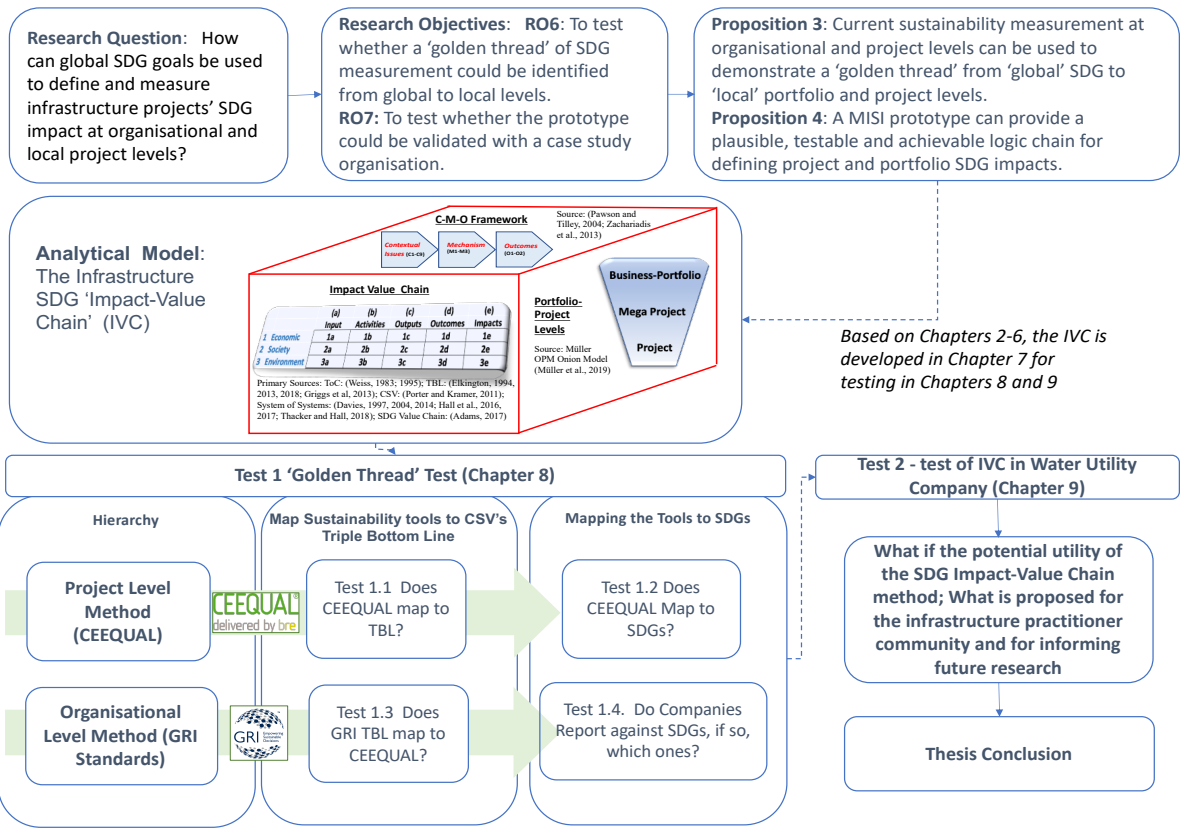 Research Question: How
can global SDG goals be used
to define and measure
infrastructure projects’ SDG
impact at organisational and
local project levels?
Research Objectives: RO6: To test
whether a ‘golden thread’ of SDG
measurement could be identified
from global to local levels.
RO7: To test whether the prototype
could be validated with a case study
organisation.
Proposition 3: Current sustainability measurement at
organisational and project levels can be used to
demonstrate a ‘golden thread’ from ‘global’ SDG to
‘local’ portfolio and project levels.
Proposition 4: A MISI prototype can provide a
plausible, testable and achievable logic chain for
defining project and portfolio SDG impacts.
Analytical Model:
The Infrastructure
SDG ‘Impact-Value
Chain’ (IVC)
C-M-O Framework
Source: (Pawson and
Tilley, 2004; Zachariadis
et al., 2013)
Contextual
Issues (C1-C9)
Mechanism
(M1-M3)
Outcomes
(O1-O2)
Impact Value Chain
(a) (b) (c) (d) (e)
Input Activities Outputs Outcomes Impacts
1 Economic 1a 1b 1c 1d 1e
2 Society 2a 2b 2c 2d 2e
3 Environment 3a 3b 3c 3d 3e
Primary Sources: ToC: (Weiss, 1983; 1995); TBL: (Elkington, 1994,
2013, 2018; Griggs et al, 2013); CSV: (Porter and Kramer, 2011);
System of Systems: (Davies, 1997, 2004, 2014; Hall et al., 2016,
2017; Thacker and Hall, 2018); SDG Value Chain: (Adams, 2017)
Portfolio-
Project
Levels
Source: Müller
OPM Onion Model
(Müller et al., 2019)
Business-Portfolio
Mega Project
Project
Based on Chapters 2-6, the IVC is
developed in Chapter 7 for
testing in Chapters 8 and 9
Test 1 ‘Golden Thread’ Test (Chapter 8)
Hierarchy
Map Sustainability tools to CSV’s
Triple Bottom Line
Mapping the Tools to SDGs
Project Level
Method
(CEEQUAL)
CEEQUAL
delivered by bre
Test 1.1 Does
CEEQUAL map to
TBL?
Test 1.2 Does
CEEQUAL Map to
SDGs?
Organisational
Level Method (GRI
Standards)
GRI
Empowering
Sustainable
Decisions
Test 1.3 Does
GRI TBL map to
CEEQUAL?
Test 1.4. Do Companies
Report against SDGs, if so,
which ones?
Test 2 - test of IVC in Water Utility
Company (Chapter 9)
What if the potential utility of
the SDG Impact-Value Chain
method; What is proposed for
the infrastructure practitioner
community and for informing
future research
Thesis Conclusion